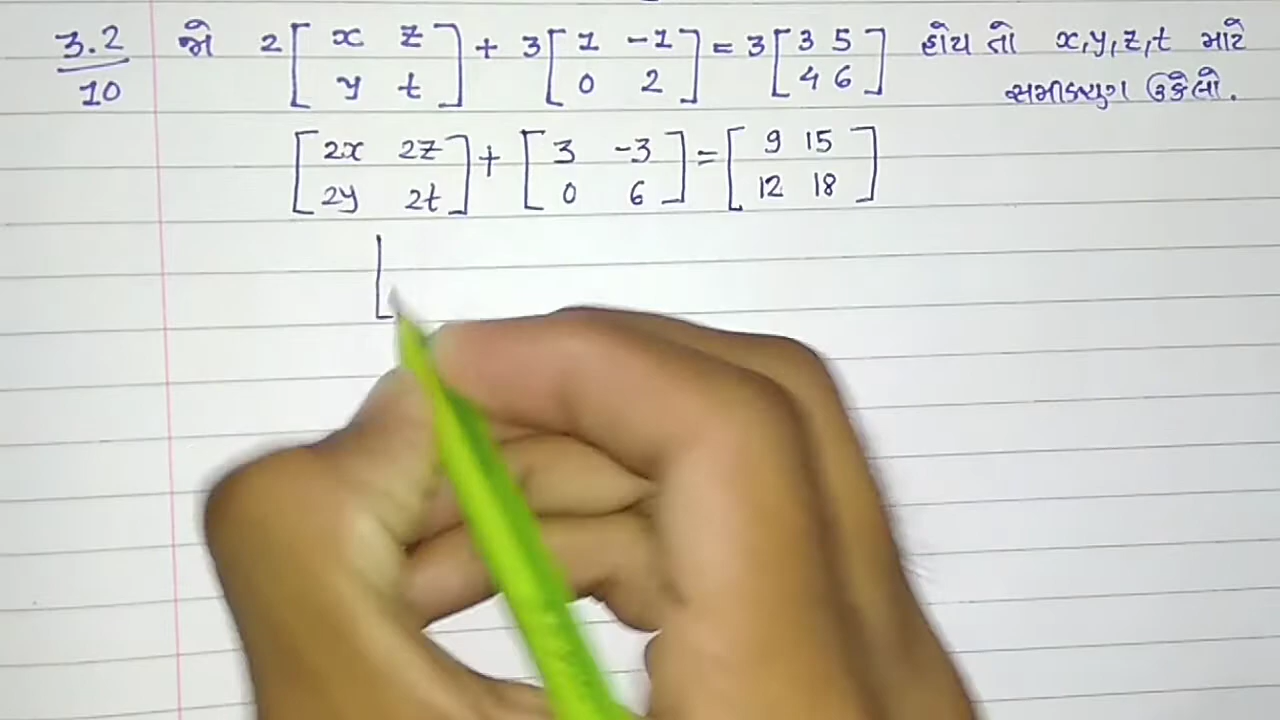 3.2/10 જો 2[x z; y t] + 3[1 -1; 0 2] = 3[3 5; 4 6] હોય તો x, y, z, t માટે
સમીકરણ ઉકેલો.
[2x 2z; 2y 2t] + [3 -3; 0 6] = [9 15; 12 18]
[